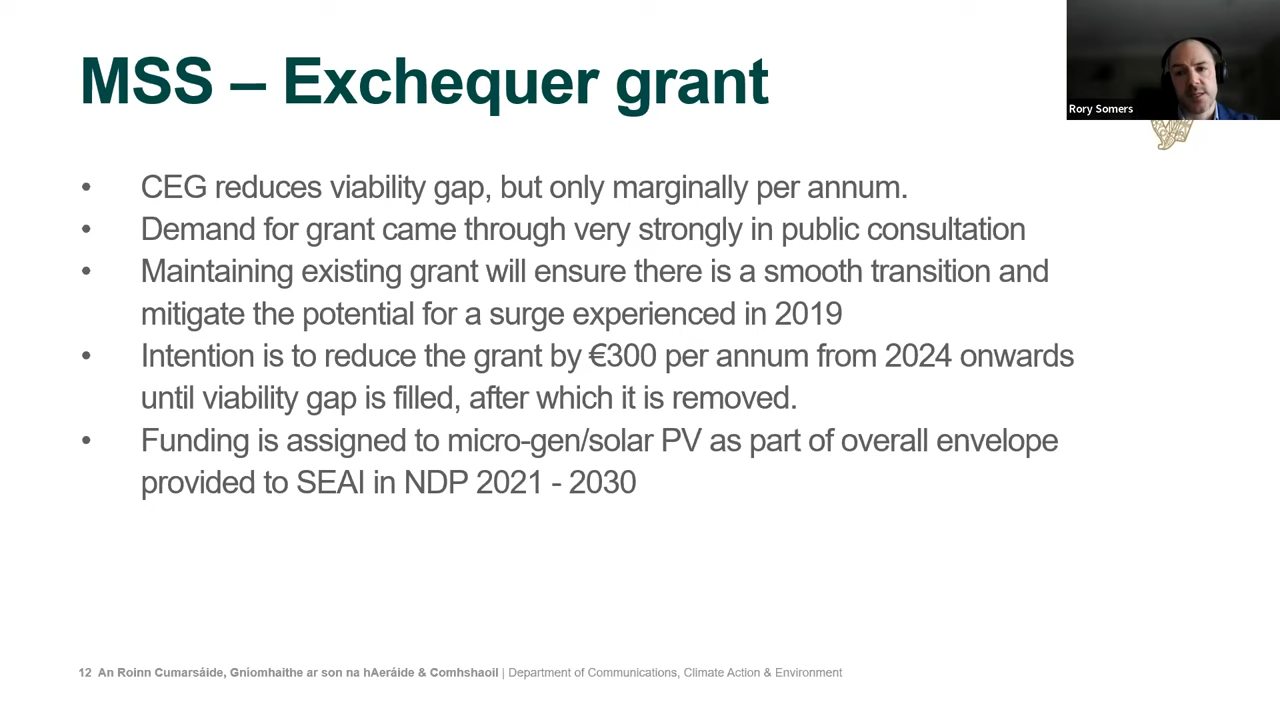 MSS – Exchequer grant
Rory Somers
• CEG reduces viability gap, but only marginally per annum.
• Demand for grant came through very strongly in public consultation
• Maintaining existing grant will ensure there is a smooth transition and
mitigate the potential for a surge experienced in 2019
• Intention is to reduce the grant by €300 per annum from 2024 onwards
until viability gap is filled, after which it is removed.
• Funding is assigned to micro-gen/solar PV as part of overall envelope
provided to SEAI in NDP 2021 - 2030
12 An Roinn Cumarsáide, Gníomhaithe ar son na hAeráide & Comhshaoil | Department of Communications, Climate Action & Environment